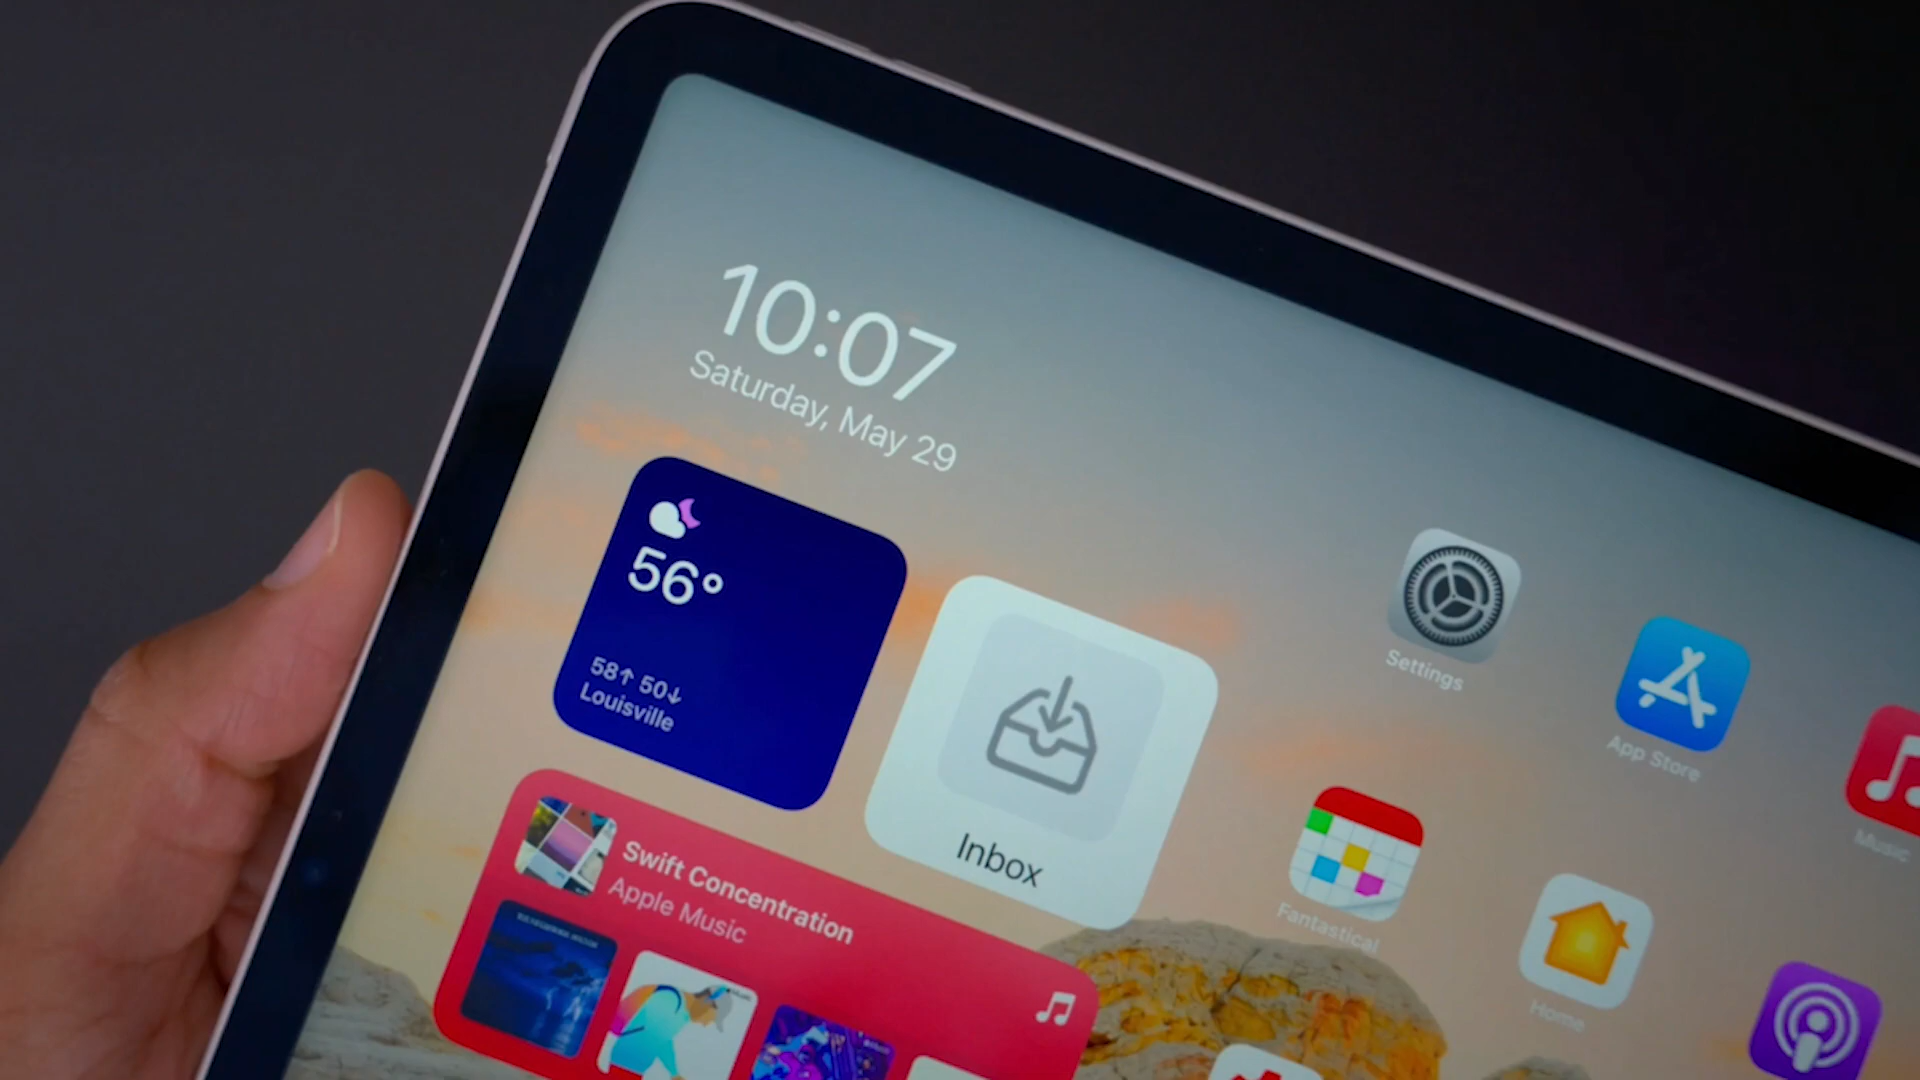 10:07
Saturday, May 29
56°
58↑ 50↓
Louisville
Inbox
Settings
App Store
Music
Swift Concentration
Apple Music
Fantastical
Home